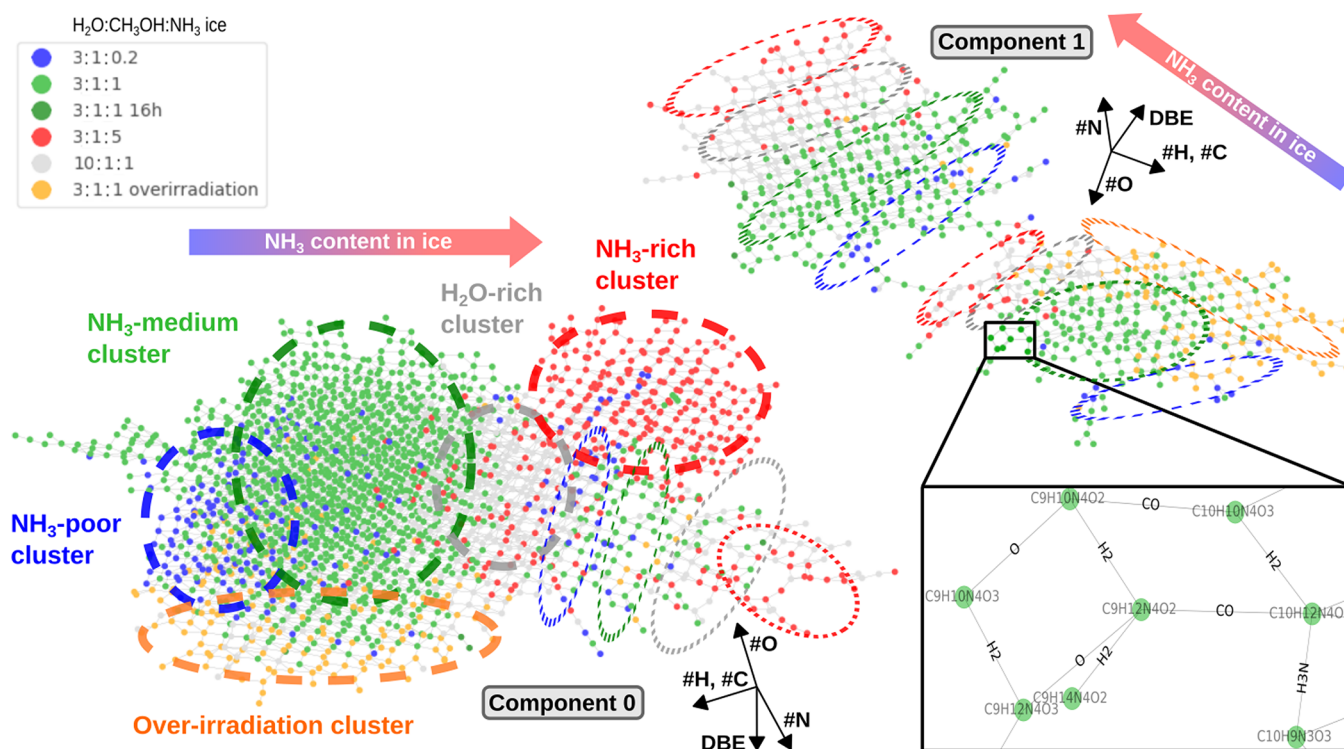 H₂O:CH₃OH:NH₃ ice
3:1:0.2
3:1:1
3:1:1 16h
3:1:5
10:1:1
3:1:1 overirradiation
NH₃ content in ice
Component 1
NH₃ content in ice
#N
DBE
#H, #C
#O
NH₃-rich
cluster
H₂O-rich
cluster
NH₃-medium
cluster
NH₃-poor
cluster
Over-irradiation cluster
Component 0
#O
#H, #C
#N
DBE
C9H10N4O2
CO
C10H10N4O3
O
H2
H2
C9H10N4O3
C9H12N4O2
CO
C10H12N4O
H2
O
H2
H3N
C9H14N4O2
C9H12N4O3
C10H9N3O3